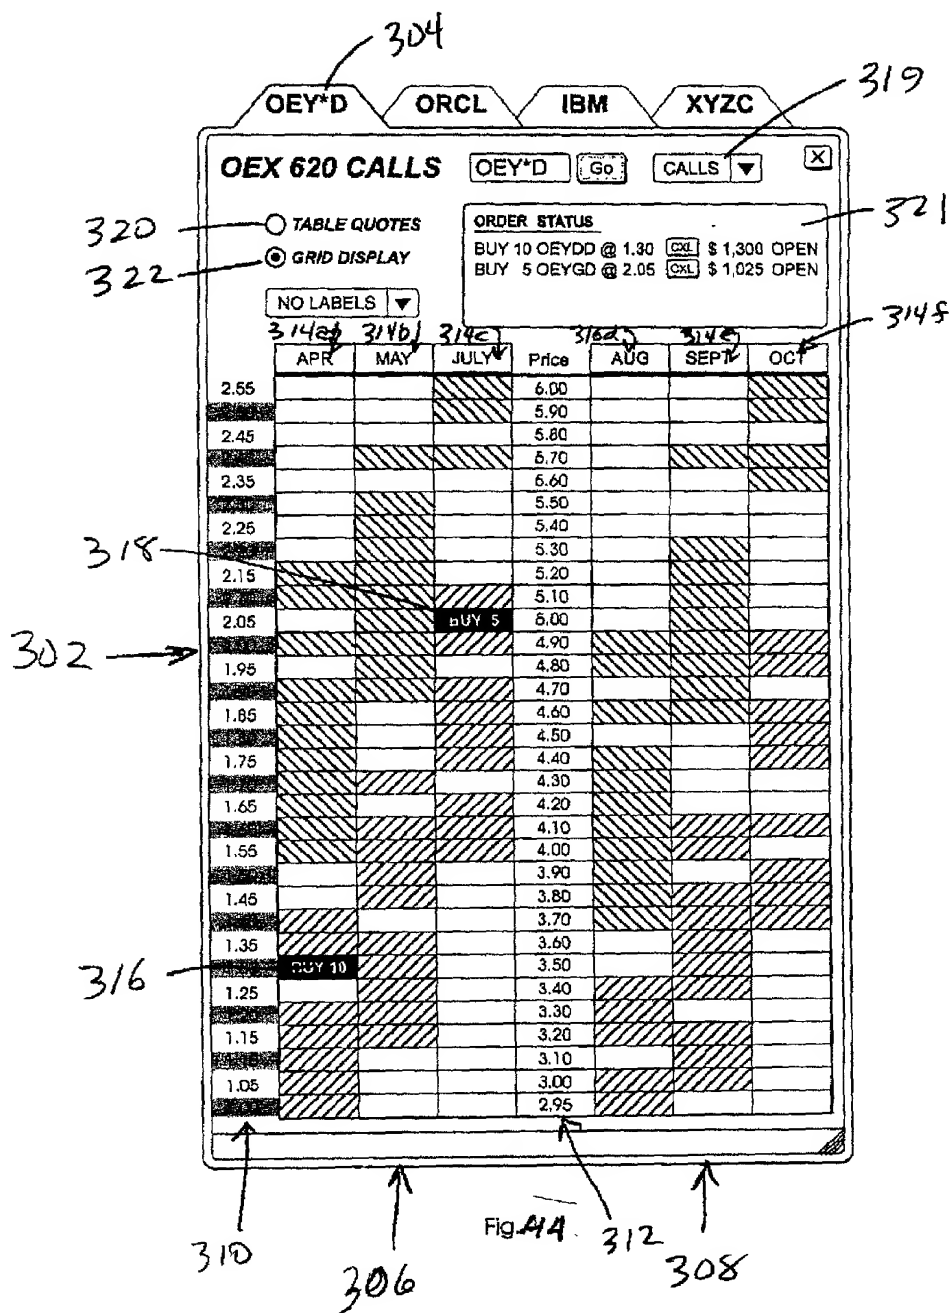 304
OEY*D ORCL IBM XYZC
319
OEX 620 CALLS OEY*D Go CALLS X
320 TABLE QUOTES
322 GRID DISPLAY
ORDER STATUS
BUY 10 OEYDD @ 1.30 CXL $ 1,300 OPEN
BUY 5 OEYGD @ 2.05 CXL $ 1,025 OPEN
321
NO LABELS
314a 314b 314c 316d 314e 314f
APR MAY JULY Price AUG SEPT OCT
2.55 6.00
5.90
2.45 5.80
5.70
2.35 5.60
5.50
2.25 5.40
5.30
318
2.15 5.20
5.10
2.05 BUY 5 5.00
302
4.90
1.95 4.80
4.70
1.85 4.60
4.50
1.75 4.40
4.30
1.65 4.20
4.10
1.55 4.00
3.90
1.45 3.80
3.70
1.35 3.60
316 BUY 10 3.50
1.25 3.40
3.30
1.15 3.20
3.10
1.05 3.00
2.95
Fig. 44
310 306 312 308